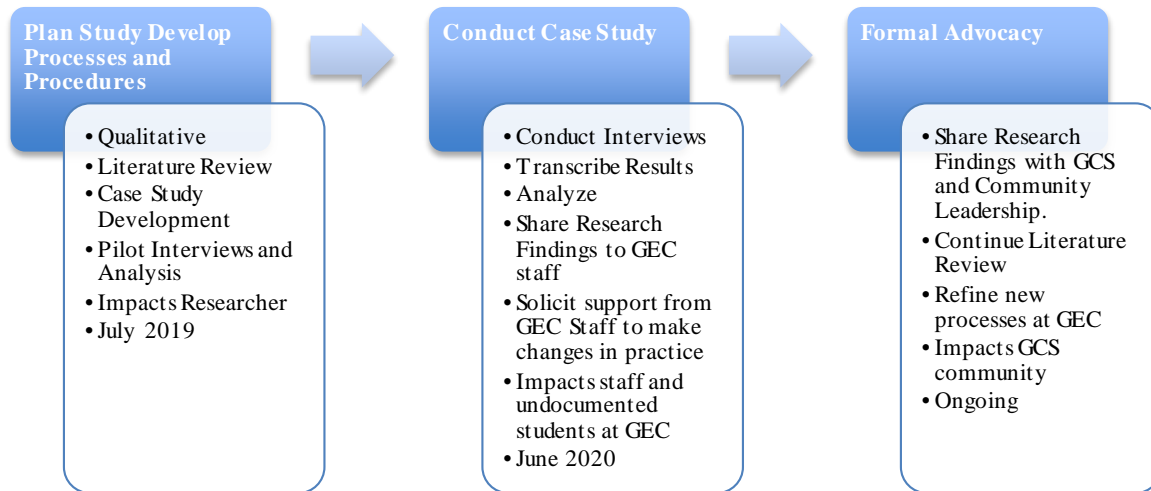 Plan Study Develop
Processes and
Procedures
• Qualitative
• Literature Review
• Case Study
Development
• Pilot Interviews and
Analysis
• Impacts Researcher
• July 2019
Conduct Case Study
• Conduct Interviews
• Transcribe Results
• Analyze
• Share Research
Findings to GEC
staff
• Solicit support from
GEC Staff to make
changes in practice
• Impacts staff and
undocumented
students at GEC
• June 2020
Formal Advocacy
• Share Research
Findings with GCS
and Community
Leadership.
• Continue Literature
Review
• Refine new
processes at GEC
• Impacts GCS
community
• Ongoing